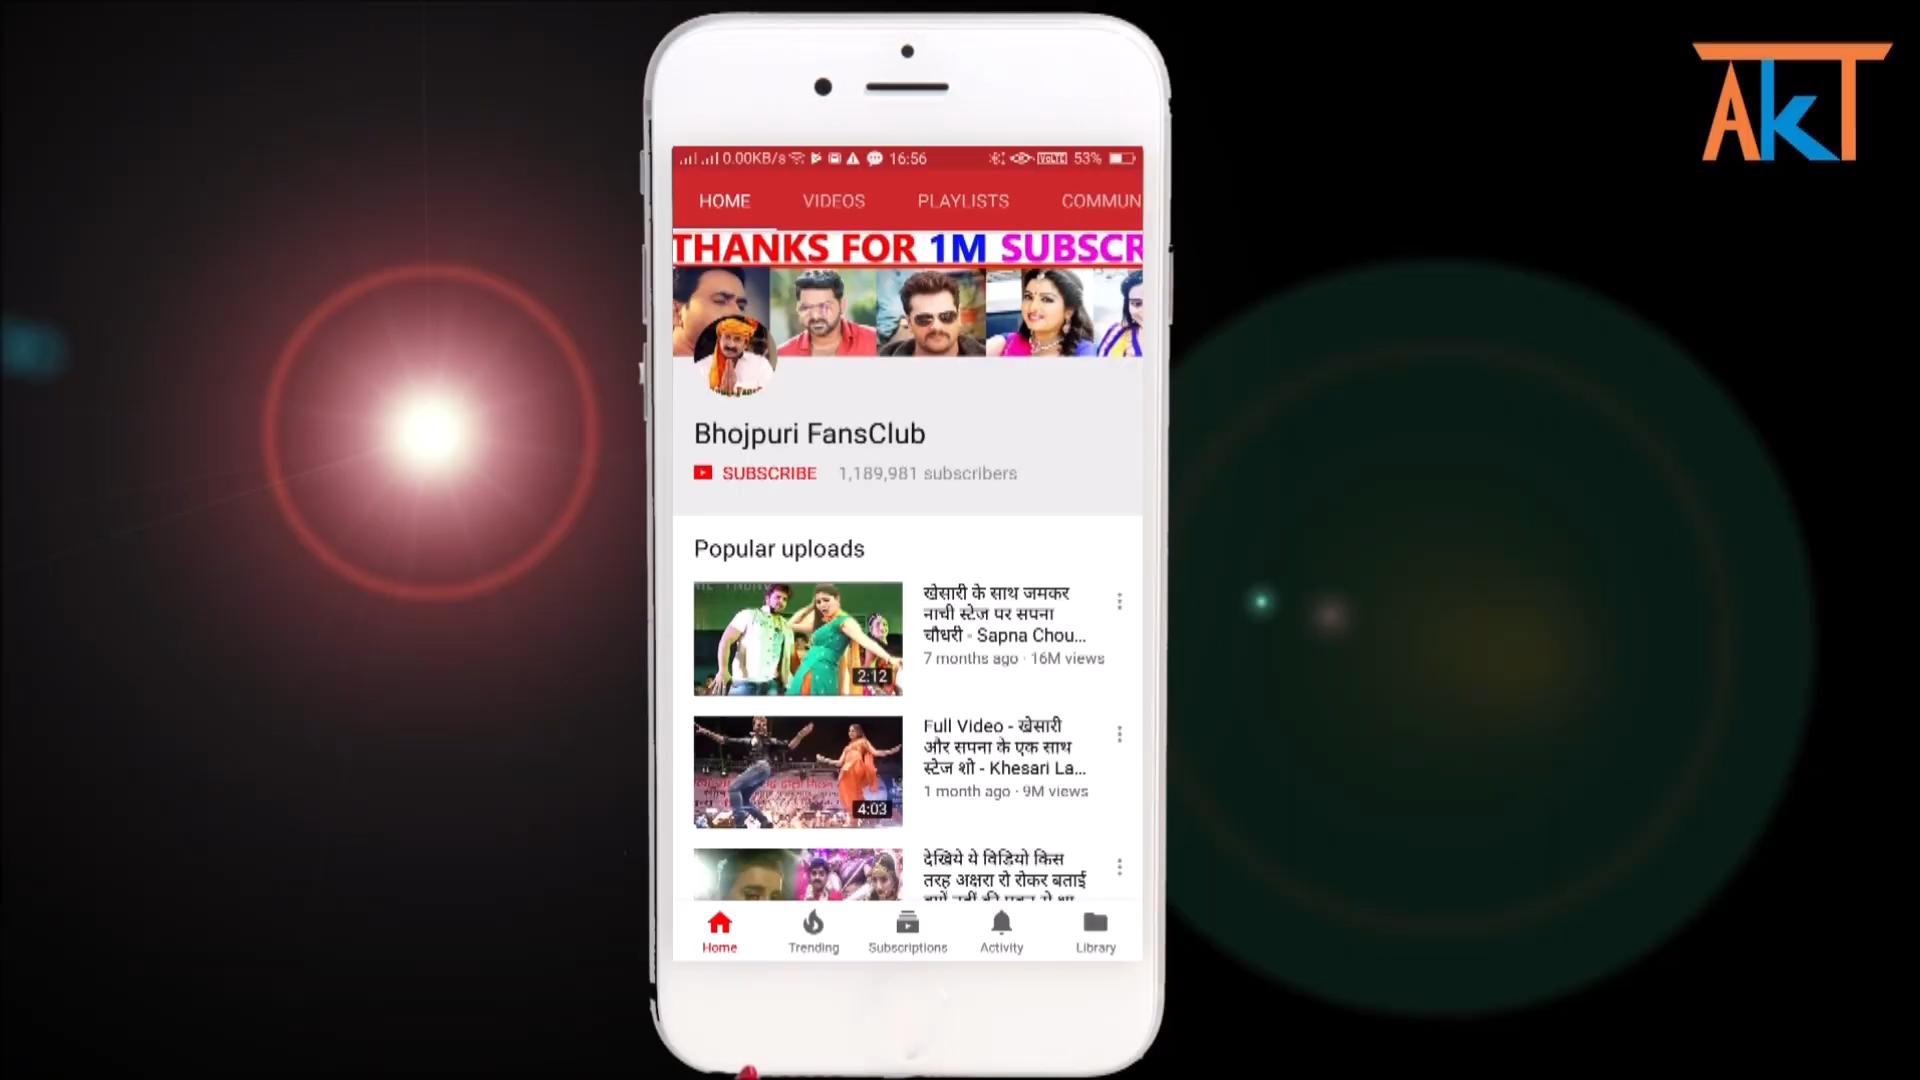 AKT
0.00KB/s 16:56 VoLTE 53%
HOME VIDEOS PLAYLISTS COMMUN
THANKS FOR 1M SUBSCR
Bhojpuri FansClub
SUBSCRIBE 1,189,981 subscribers
Popular uploads
खेसारी के साथ जमकर
नाची स्टेज पर सपना
चौधरी - Sapna Chou...
7 months ago · 16M views
2:12
Full Video - खेसारी
और सपना के एक साथ
स्टेज शो - Khesari La...
1 month ago · 9M views
4:03
देखिये ये विडियो किस
तरह अक्षरा रो रोकर बताई
Home Trending Subscriptions Activity Library